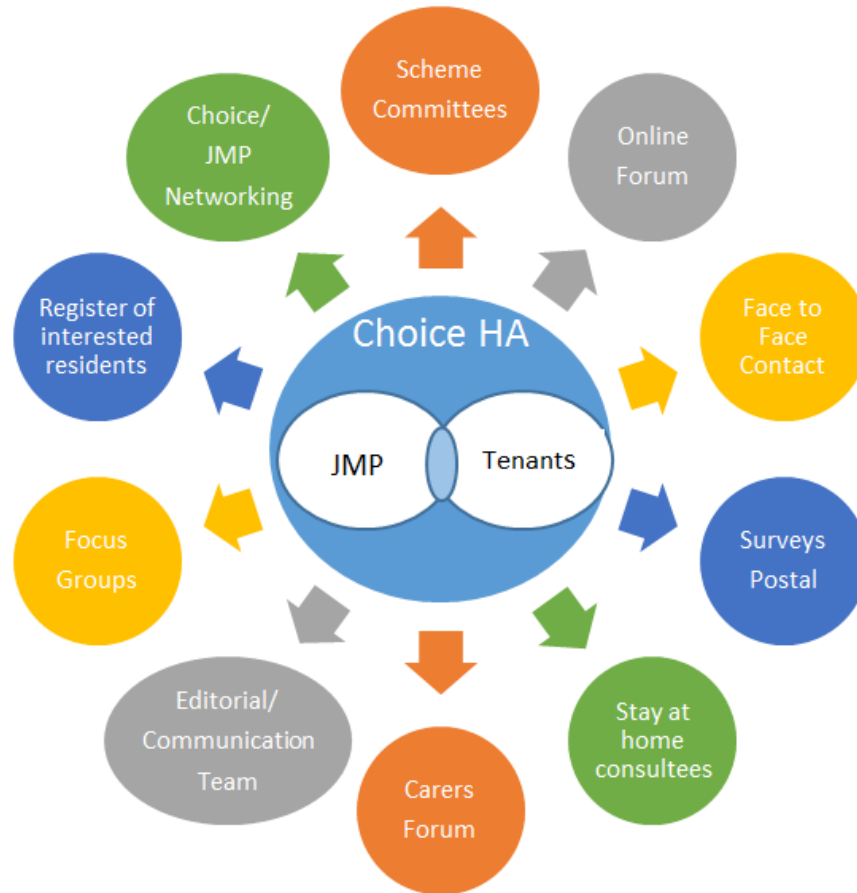 Scheme
Committees
Online
Forum
Face to
Face
Contact
Surveys
Postal
Stay at
home
consultees
Carers
Forum
Editorial/
Communication
Team
Focus
Groups
Register of
interested
residents
Choice/
JMP
Networking
Choice HA
JMP
Tenants